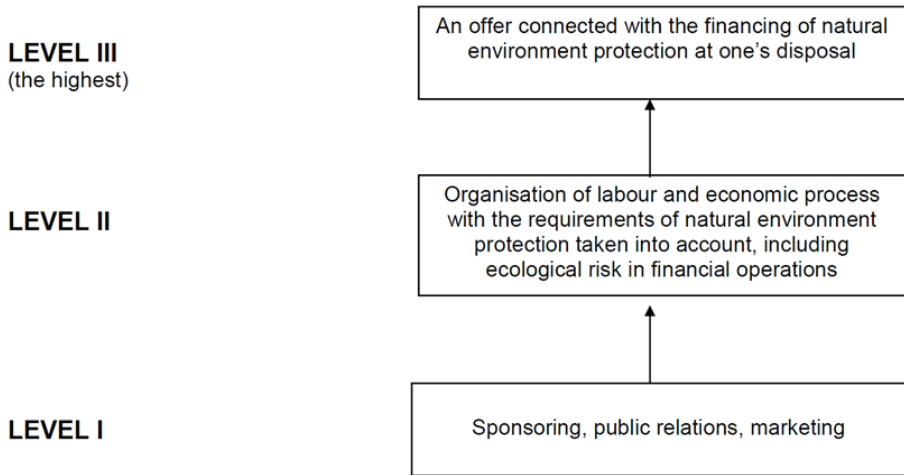 LEVEL III
(the highest)
An offer connected with the financing of natural
environment protection at one's disposal
LEVEL II
Organisation of labour and economic process
with the requirements of natural environment
protection taken into account, including
ecological risk in financial operations
LEVEL I
Sponsoring, public relations, marketing